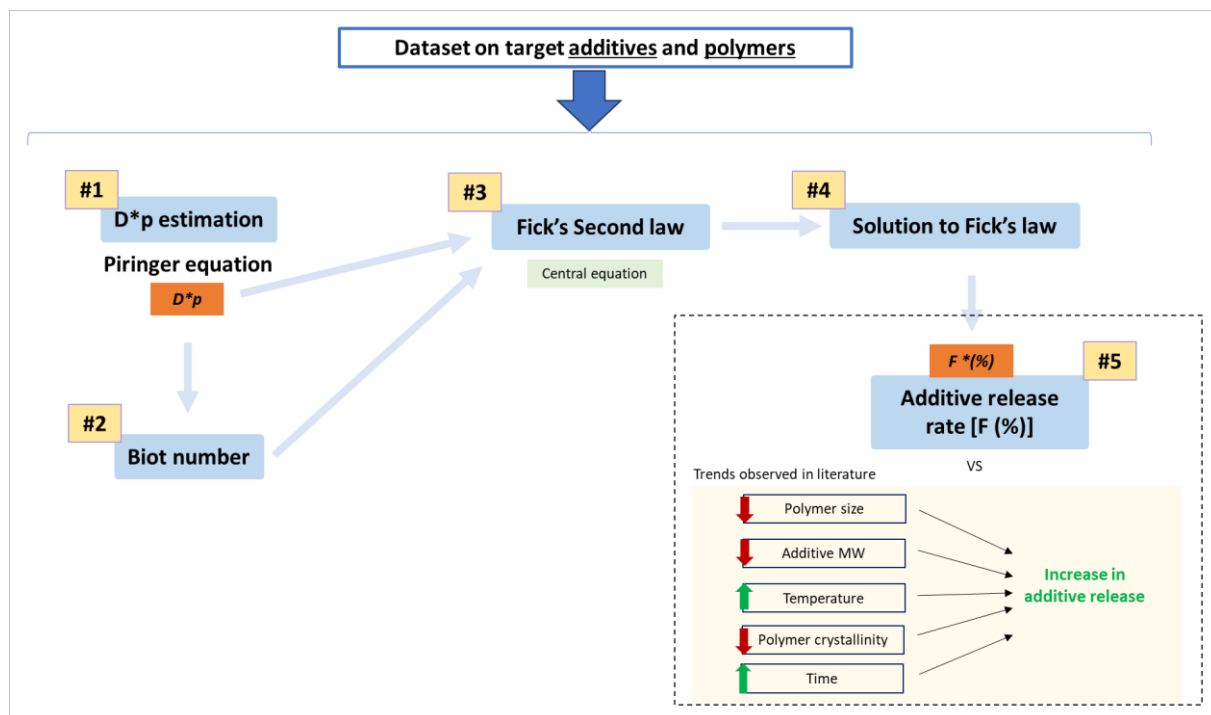 Dataset on target additives and polymers
#1
D*p estimation
Piringer equation
D*p
#2
Biot number
#3
Fick's Second law
Central equation
#4
Solution to Fick's law
F *(%)
#5
Additive release
rate [F (%)]
VS
Trends observed in literature
Polymer size
Additive MW
Temperature
Polymer crystallinity
Time
Increase in
additive release